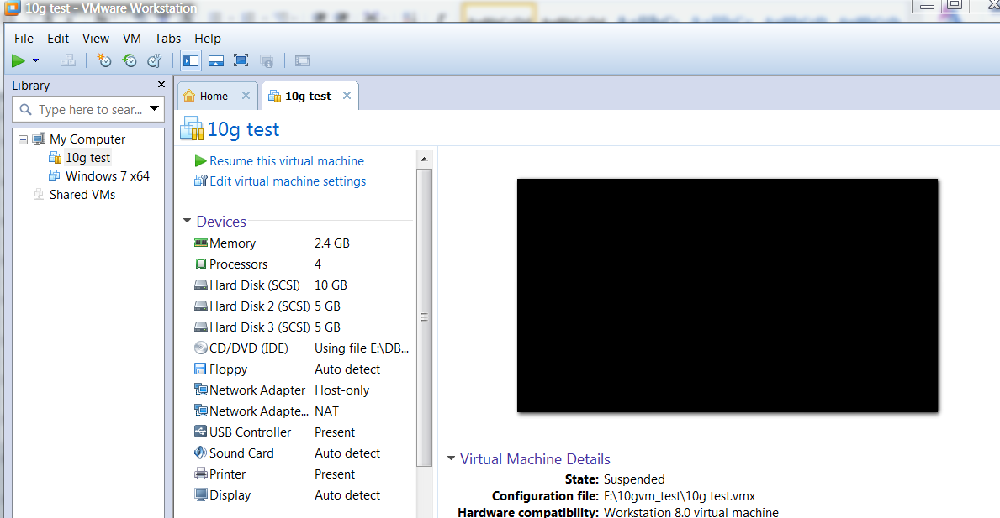 10g test - VMware Workstation
File Edit View VM Tabs Help
Library
Type here to sear...
My Computer
10g test
Windows 7 x64
Shared VMs
Home
10g test
10g test
Resume this virtual machine
Edit virtual machine settings
Devices
Memory 2.4 GB
Processors 4
Hard Disk (SCSI) 10 GB
Hard Disk 2 (SCSI) 5 GB
Hard Disk 3 (SCSI) 5 GB
CD/DVD (IDE) Using file E:\DB...
Floppy Auto detect
Network Adapter Host-only
Network Adapte... NAT
USB Controller Present
Sound Card Auto detect
Printer Present
Display Auto detect
Virtual Machine Details
State: Suspended
Configuration file: F:\10gvm_test\10g test.vmx
Hardware compatibility: Workstation 8.0 virtual machine